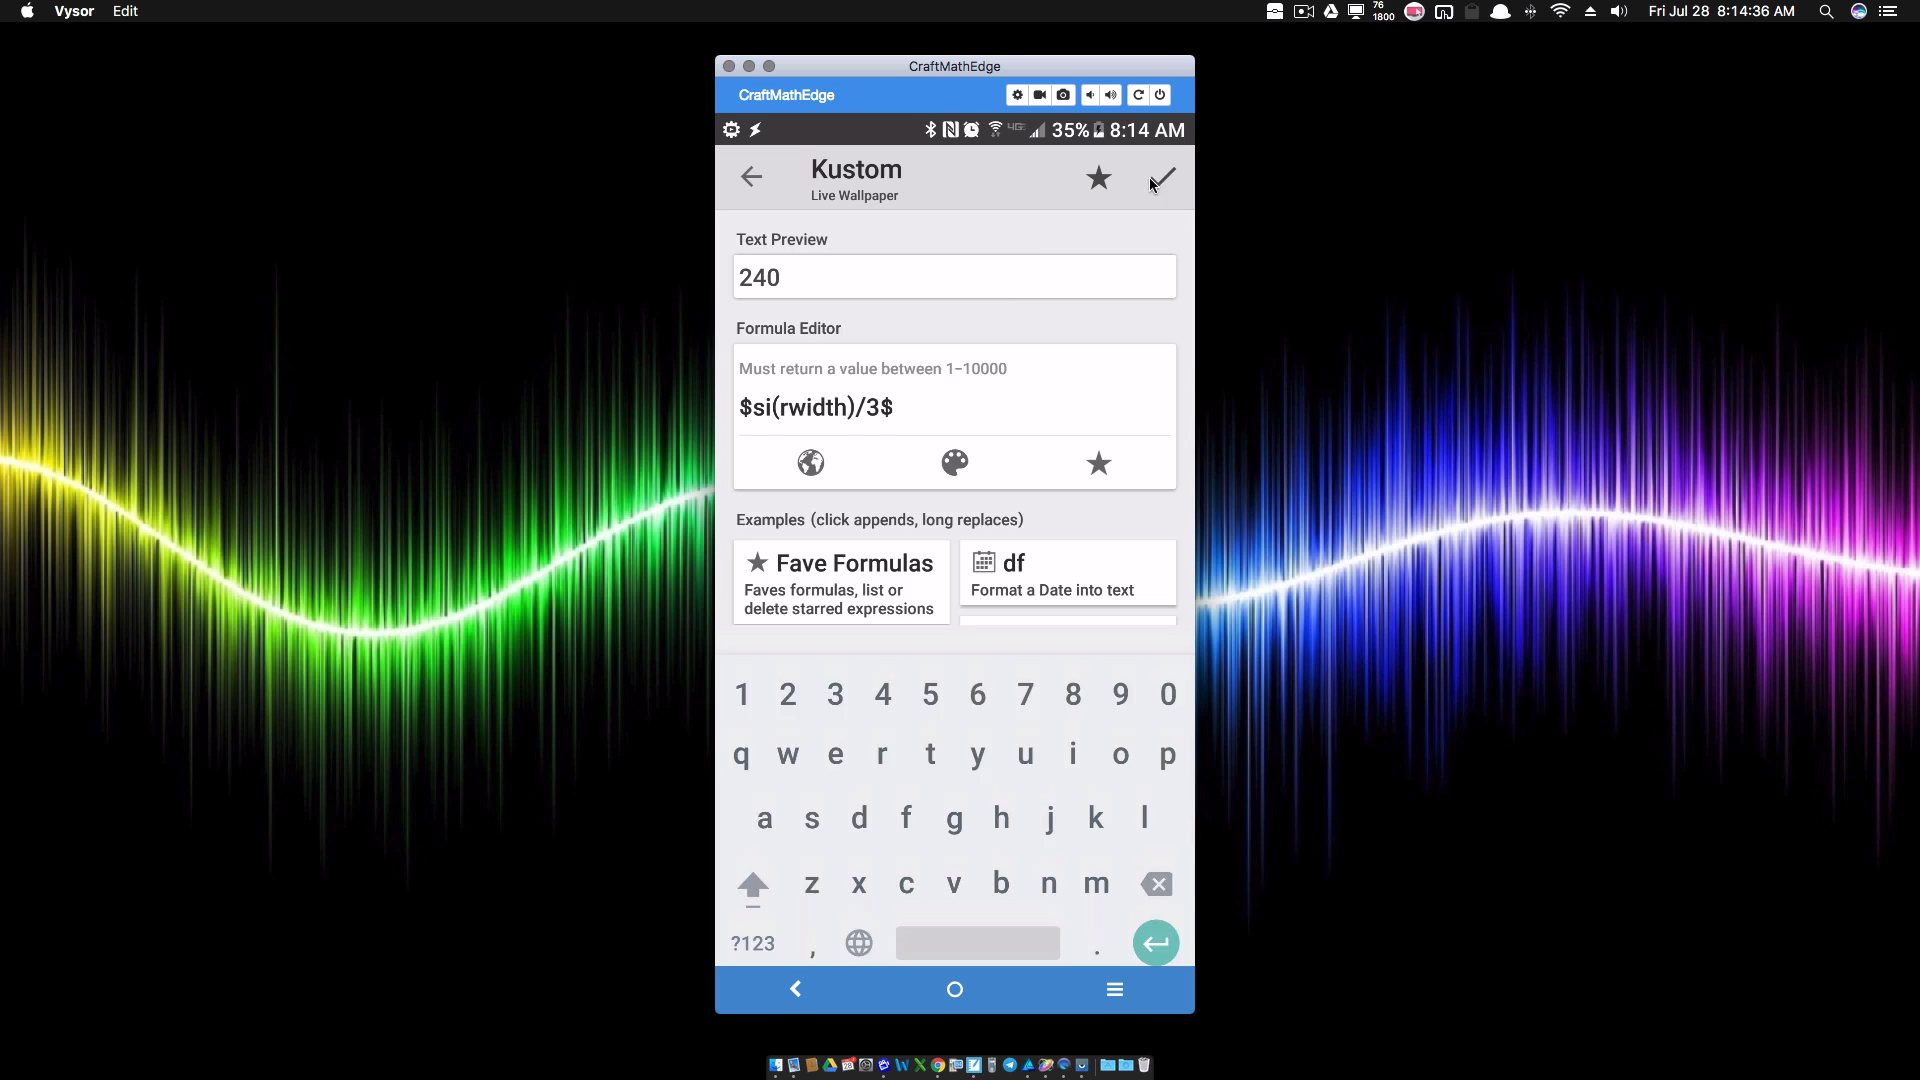 Vysor Edit
76
1800
Fri Jul 28 8:14:36 AM
CraftMathEdge
CraftMathEdge
35% 8:14 AM
Kustom
Live Wallpaper
Text Preview
240
Formula Editor
Must return a value between 1-10000
$si(rwidth)/3$
Examples (click appends, long replaces)
Fave Formulas
Faves formulas, list or
delete starred expressions
df
Format a Date into text
1 2 3 4 5 6 7 8 9 0
q w e r t y u i o p
a s d f g h j k l
z x c v b n m
?123 , .